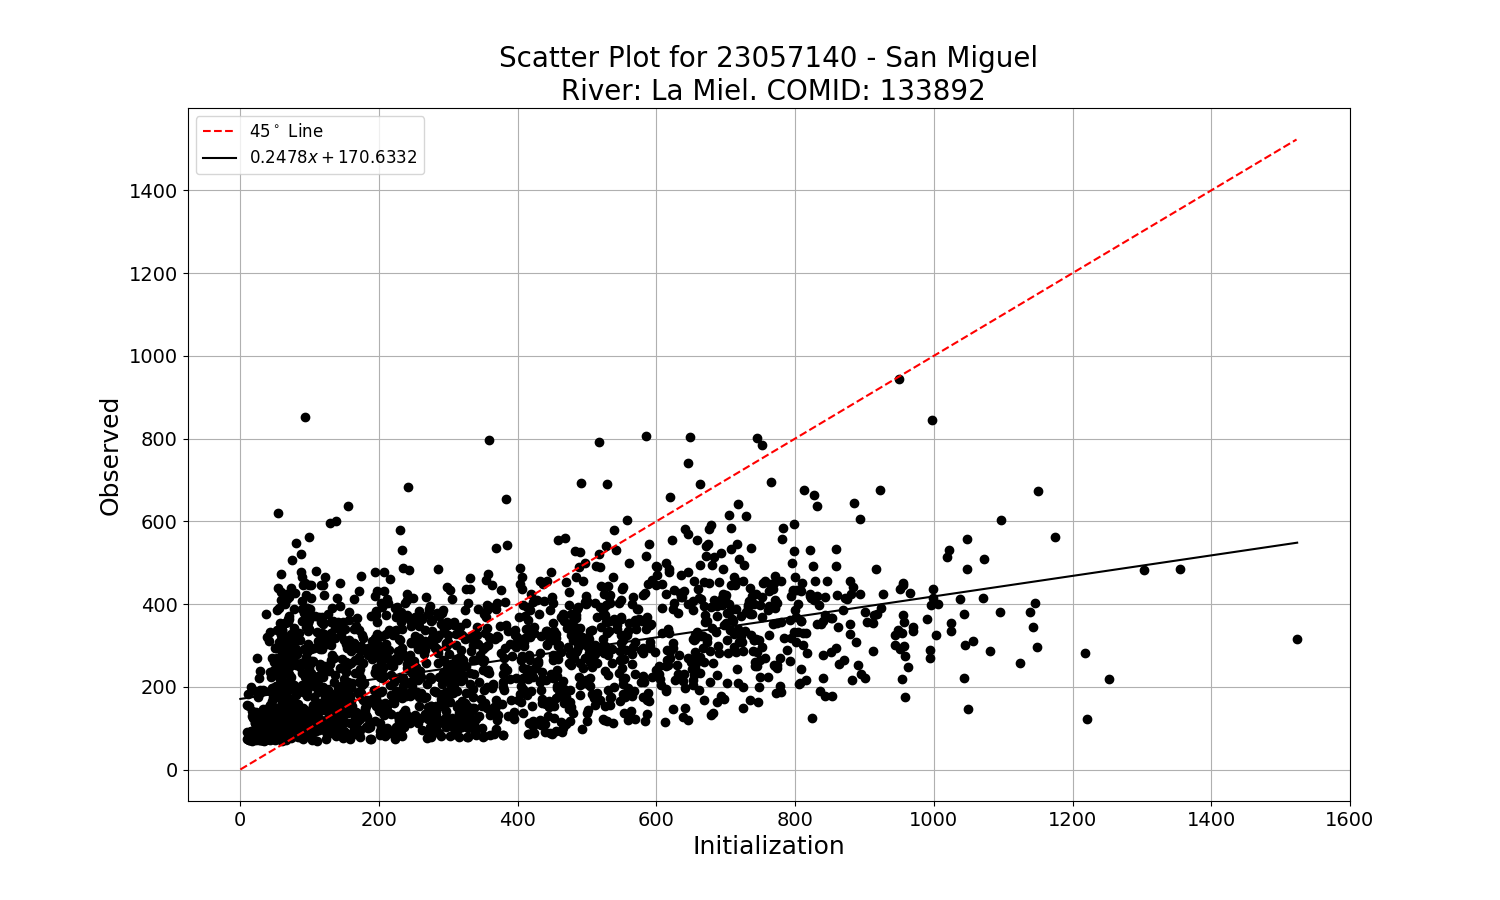 Scatter Plot for 23057140 - San Miguel
River: La Miel. COMID: 133892
45° Line
0.2478x + 170.6332
Observed
1400
1200
1000
800
600
400
200
0
0 200 400 600 800 1000 1200 1400 1600
Initialization